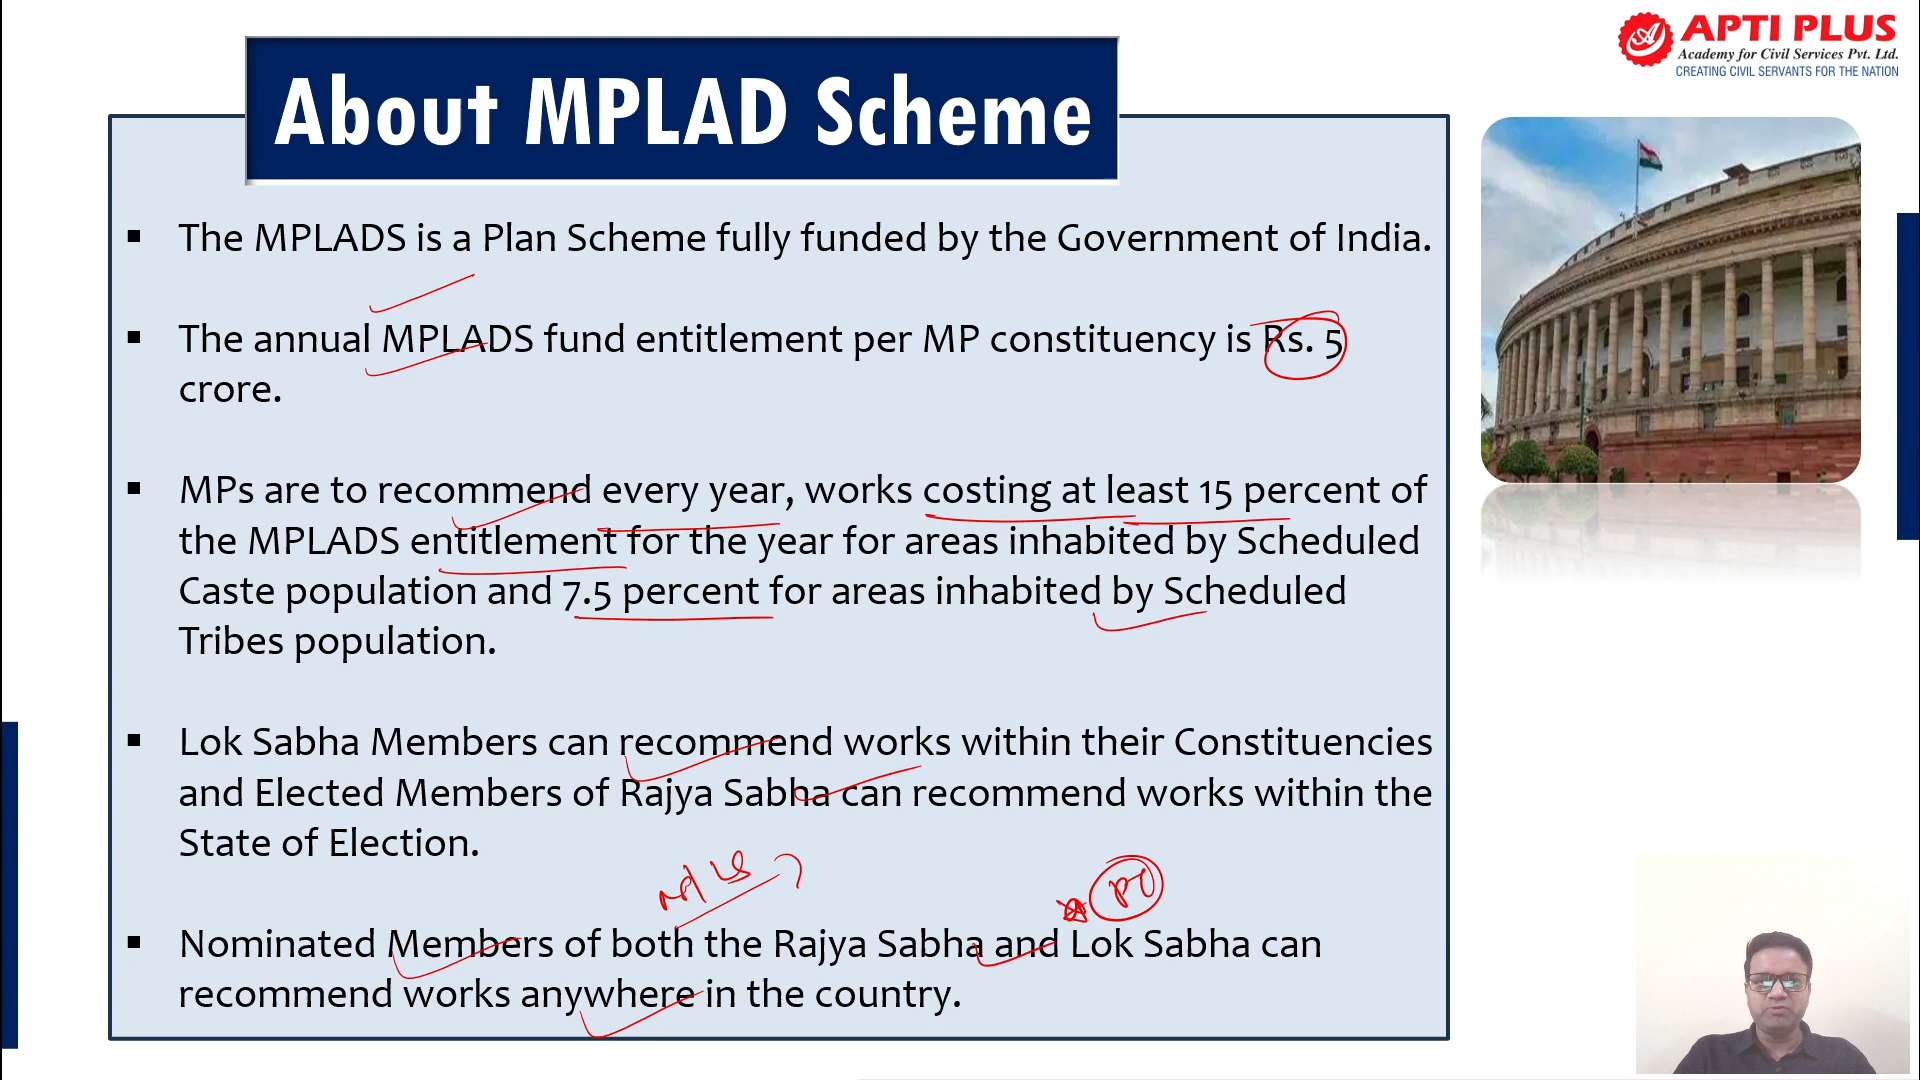 APTI PLUS
Academy for Civil Services Pvt. Ltd.
CREATING CIVIL SERVANTS FOR THE NATION
About MPLAD Scheme
▪ The MPLADS is a Plan Scheme fully funded by the Government of India.
▪ The annual MPLADS fund entitlement per MP constituency is Rs. 5
crore.
▪ MPs are to recommend every year, works costing at least 15 percent of
the MPLADS entitlement for the year for areas inhabited by Scheduled
Caste population and 7.5 percent for areas inhabited by Scheduled
Tribes population.
▪ Lok Sabha Members can recommend works within their Constituencies
and Elected Members of Rajya Sabha can recommend works within the
State of Election.
▪ Nominated Members of both the Rajya Sabha and Lok Sabha can
recommend works anywhere in the country.